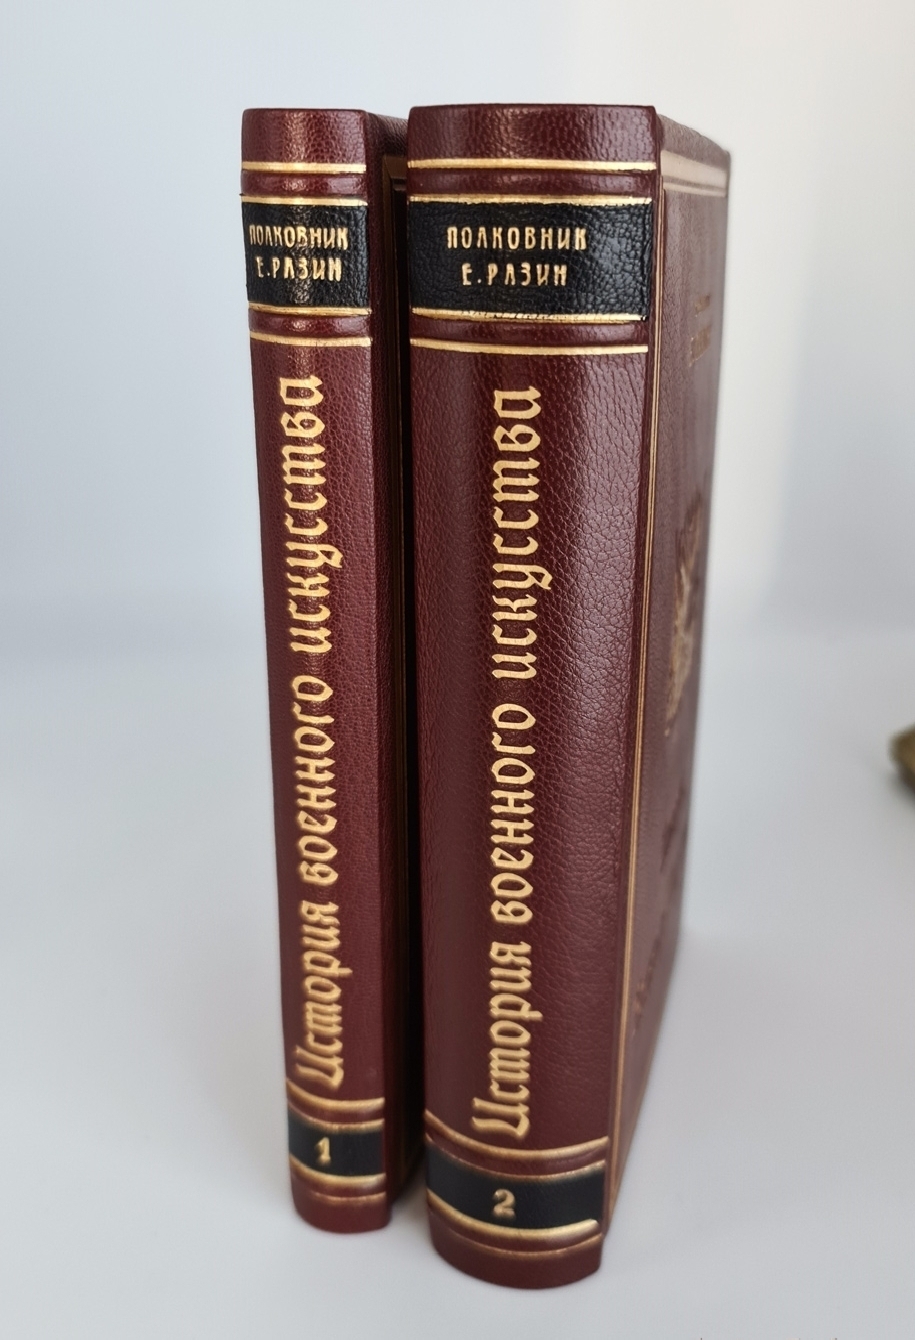 ПОЛКОВНИК
Е.РАЗИН
История военного искусства
1
ПОЛКОВНИК
Е.РАЗИН
История военного искусства
2